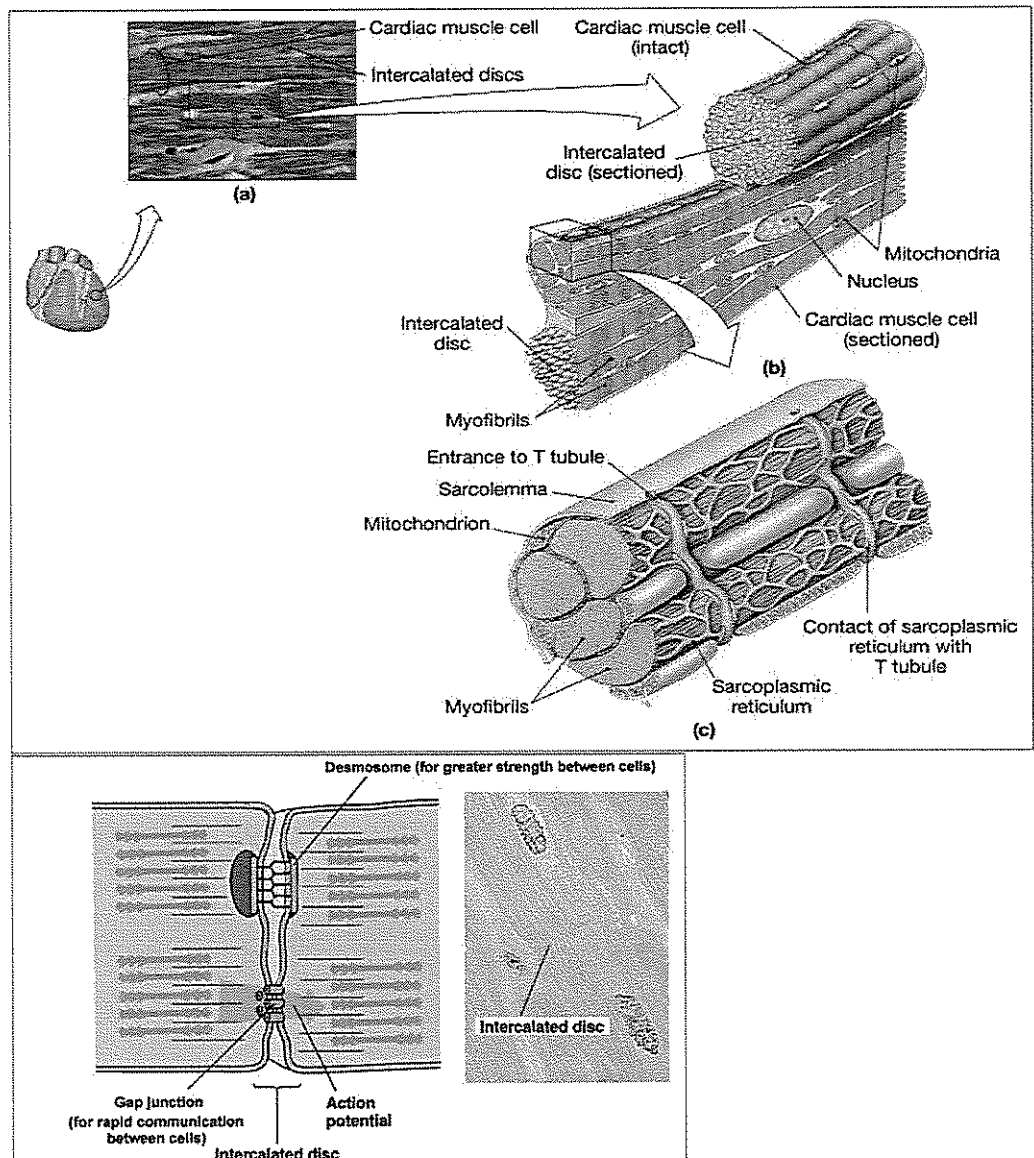 Cardiac muscle cell
Intercalated discs
(a)
Cardiac muscle cell
(intact)
Intercalated
disc (sectioned)
Mitochondria
Nucleus
Cardiac muscle cell
(sectioned)
Intercalated
disc
(b)
Myofibrils
Entrance to T tubule
Sarcolemma
Mitochondrion
Contact of sarcoplasmic
reticulum with
T tubule
Sarcoplasmic
reticulum
Myofibrils
(c)
Desmosome (for greater strength between cells)
Intercalated disc
Gap junction
(for rapid communication
between cells)
Action
potential
Intercalated disc